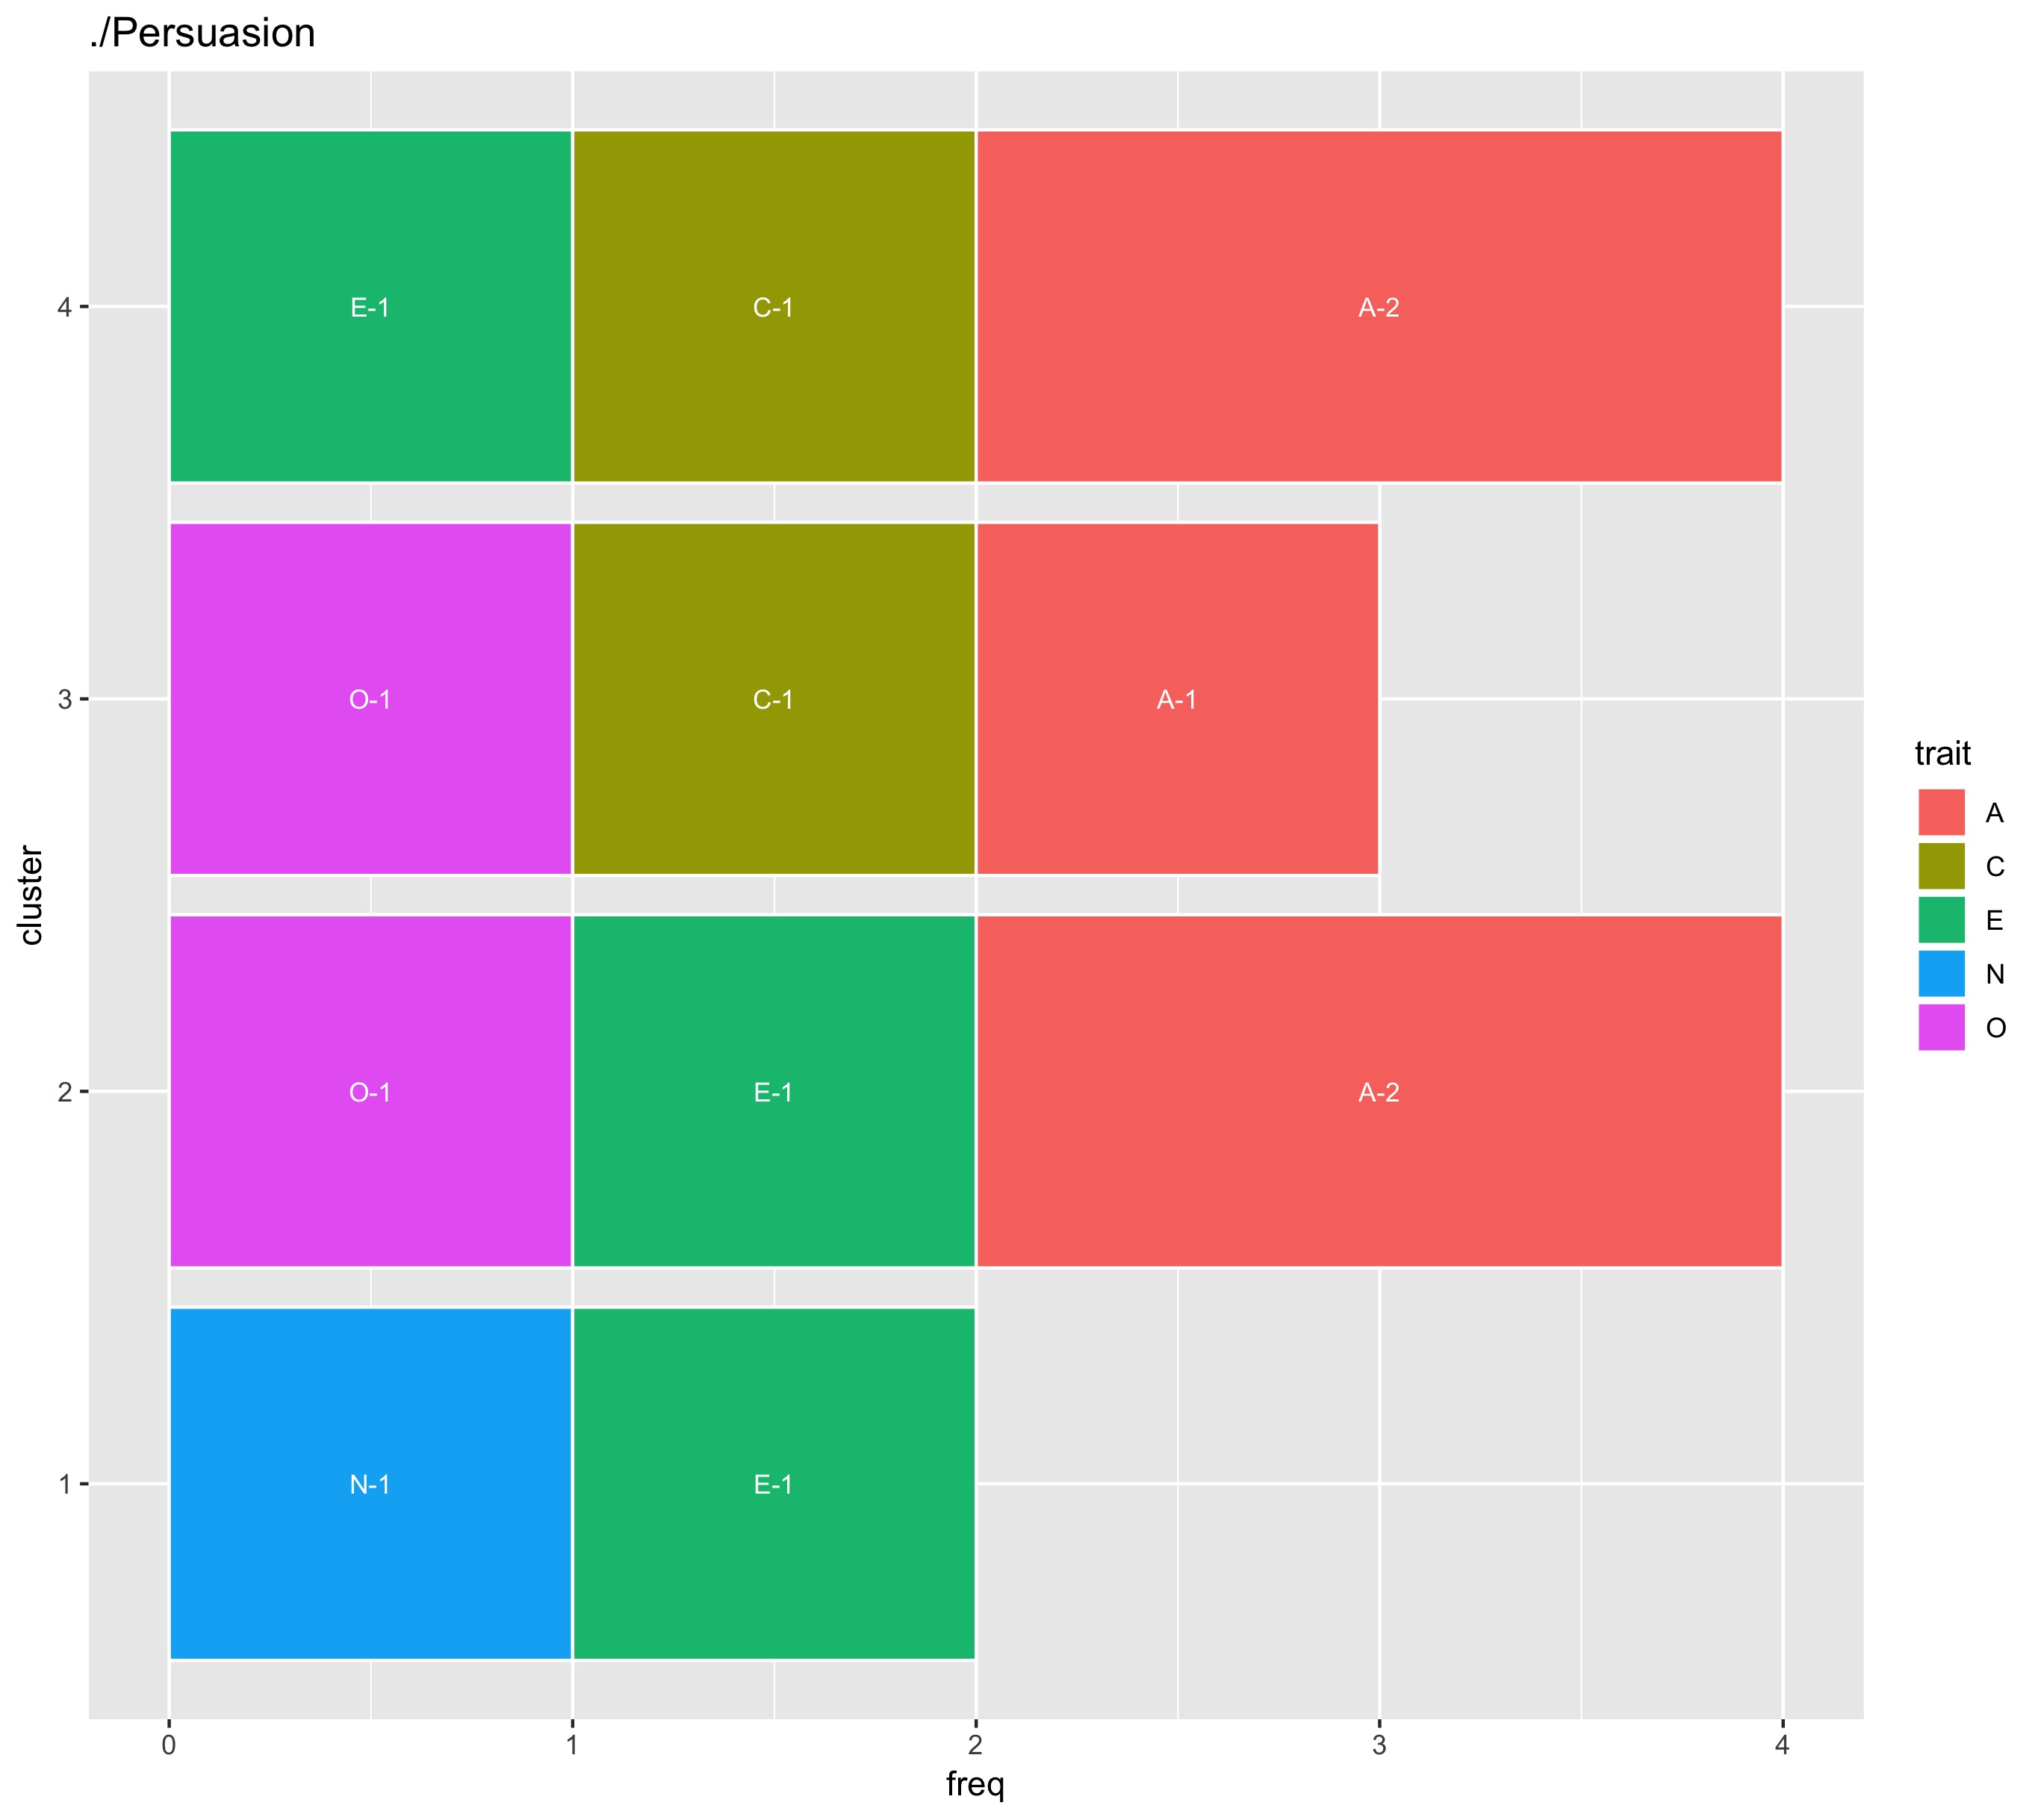 ./Persuasion
4
E-1
C-1
A-2
3
O-1
C-1
A-1
2
O-1
E-1
A-2
1
N-1
E-1
0
1
2
3
4
freq
cluster
trait
A
C
E
N
O